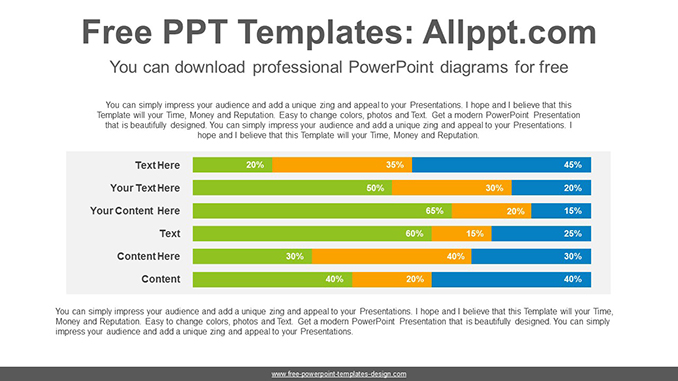 Free PPT Templates: Allppt.com
You can download professional PowerPoint diagrams for free
You can simply impress your audience and add a unique zing and appeal to your Presentations. I hope and I believe that this
Template will your Time, Money and Reputation. Easy to change colors, photos and Text. Get a modern PowerPoint Presentation
that is beautifully designed. You can simply impress your audience and add a unique zing and appeal to your Presentations. I
hope and I believe that this Template will your Time, Money and Reputation.
Text Here 20% 35% 45%
Your Text Here 50% 30% 20%
Your Content Here 65% 20% 15%
Text 60% 15% 25%
Content Here 30% 40% 30%
Content 40% 20% 40%
You can simply impress your audience and add a unique zing and appeal to your Presentations. I hope and I believe that this Template will your Time,
Money and Reputation. Easy to change colors, photos and Text. Get a modern PowerPoint Presentation that is beautifully designed. You can simply
impress your audience and add a unique zing and appeal to your Presentations.
www.free-powerpoint-templates-design.com